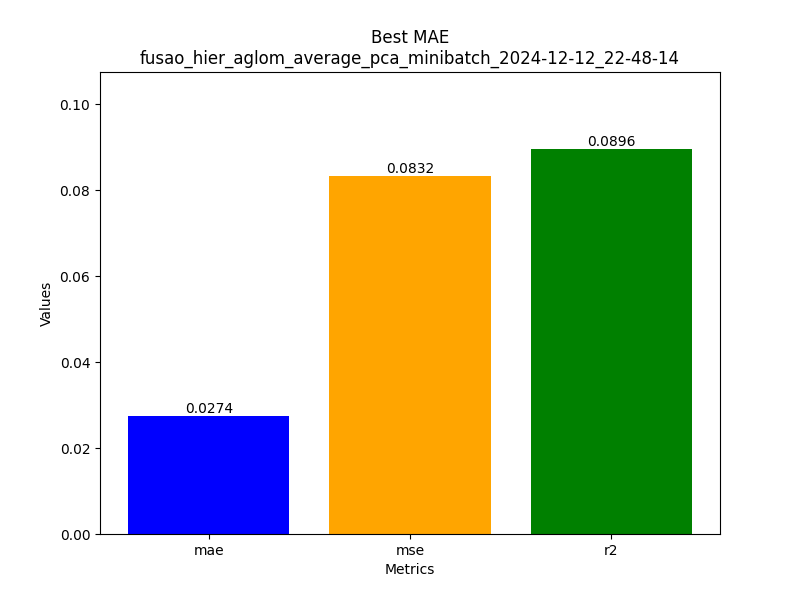 Best MAE
fusao_hier_aglom_average_pca_minibatch_2024-12-12_22-48-14
0.10
0.08
0.06
0.04
0.02
0.00
Values
0.0274
0.0832
0.0896
mae
mse
r2
Metrics